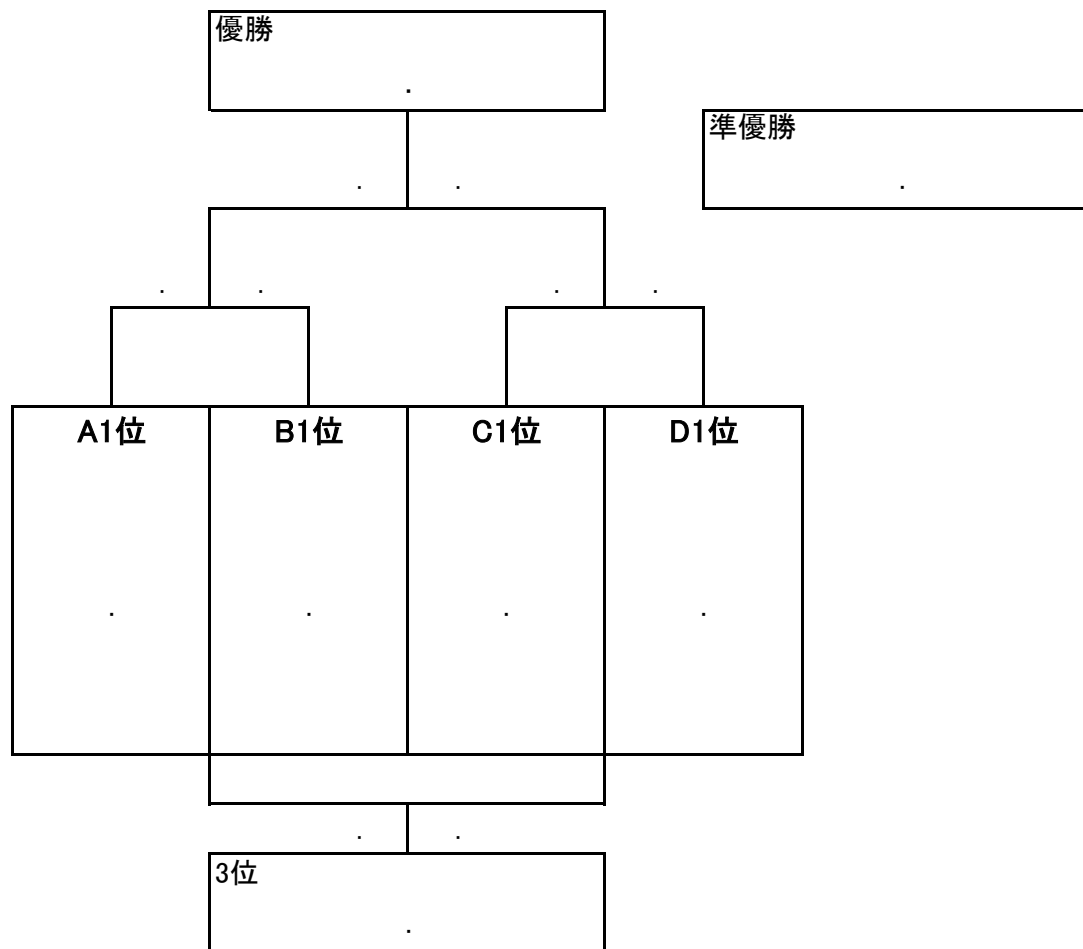 優勝
.
準優勝
.
. .
. . . .
A1位 B1位 C1位 D1位
. . . .
. .
3位
.